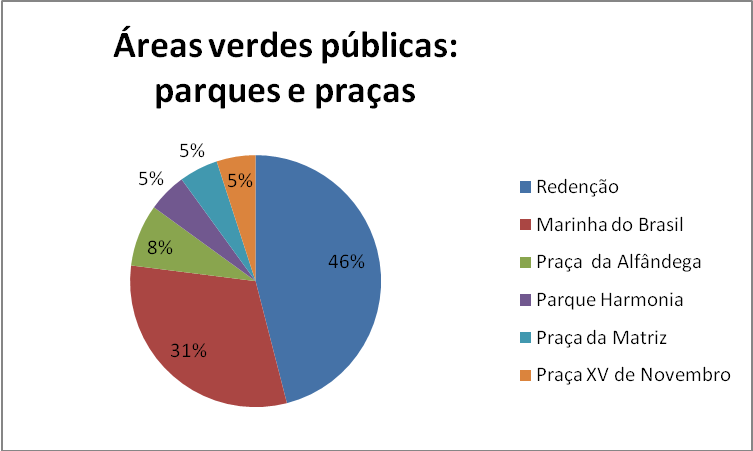 Áreas verdes públicas:
parques e praças
5%
5%
5%
8%
46%
31%
Redenção
Marinha do Brasil
Praça  da Alfândega
Parque Harmonia
Praça da Matriz
Praça XV de Novembro